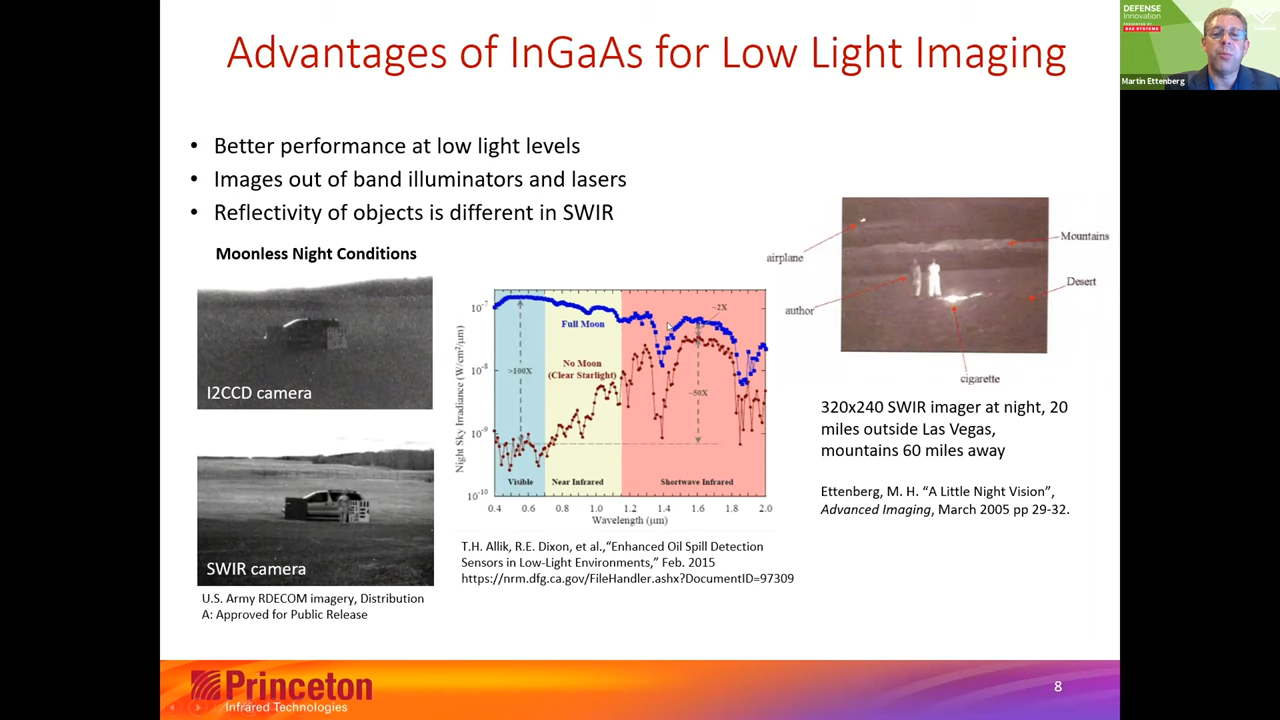 Advantages of InGaAs for Low Light Imaging
DEFENSE
Innovation
PRESENTED BY
BAE SYSTEMS
Martin Ettenberg
• Better performance at low light levels
• Images out of band illuminators and lasers
• Reflectivity of objects is different in SWIR
Moonless Night Conditions
I2CCD camera
SWIR camera
U.S. Army RDECOM imagery, Distribution
A: Approved for Public Release
Night Sky Irradiance (W/cm²/μm)
10⁻⁷
10⁻⁸
10⁻⁹
10⁻¹⁰
Full Moon
No Moon
(Clear Starlight)
>100X
~2X
~50X
Visible
Near Infrared
Shortwave Infrared
0.4 0.6 0.8 1.0 1.2 1.4 1.6 1.8 2.0
Wavelength (μm)
T.H. Allik, R.E. Dixon, et al.,“Enhanced Oil Spill Detection
Sensors in Low-Light Environments,” Feb. 2015
https://nrm.dfg.ca.gov/FileHandler.ashx?DocumentID=97309
airplane
Mountains
Desert
author
cigarette
320x240 SWIR imager at night, 20
miles outside Las Vegas,
mountains 60 miles away
Ettenberg, M. H. “A Little Night Vision”,
Advanced Imaging, March 2005 pp 29-32.
Princeton
Infrared Technologies
8